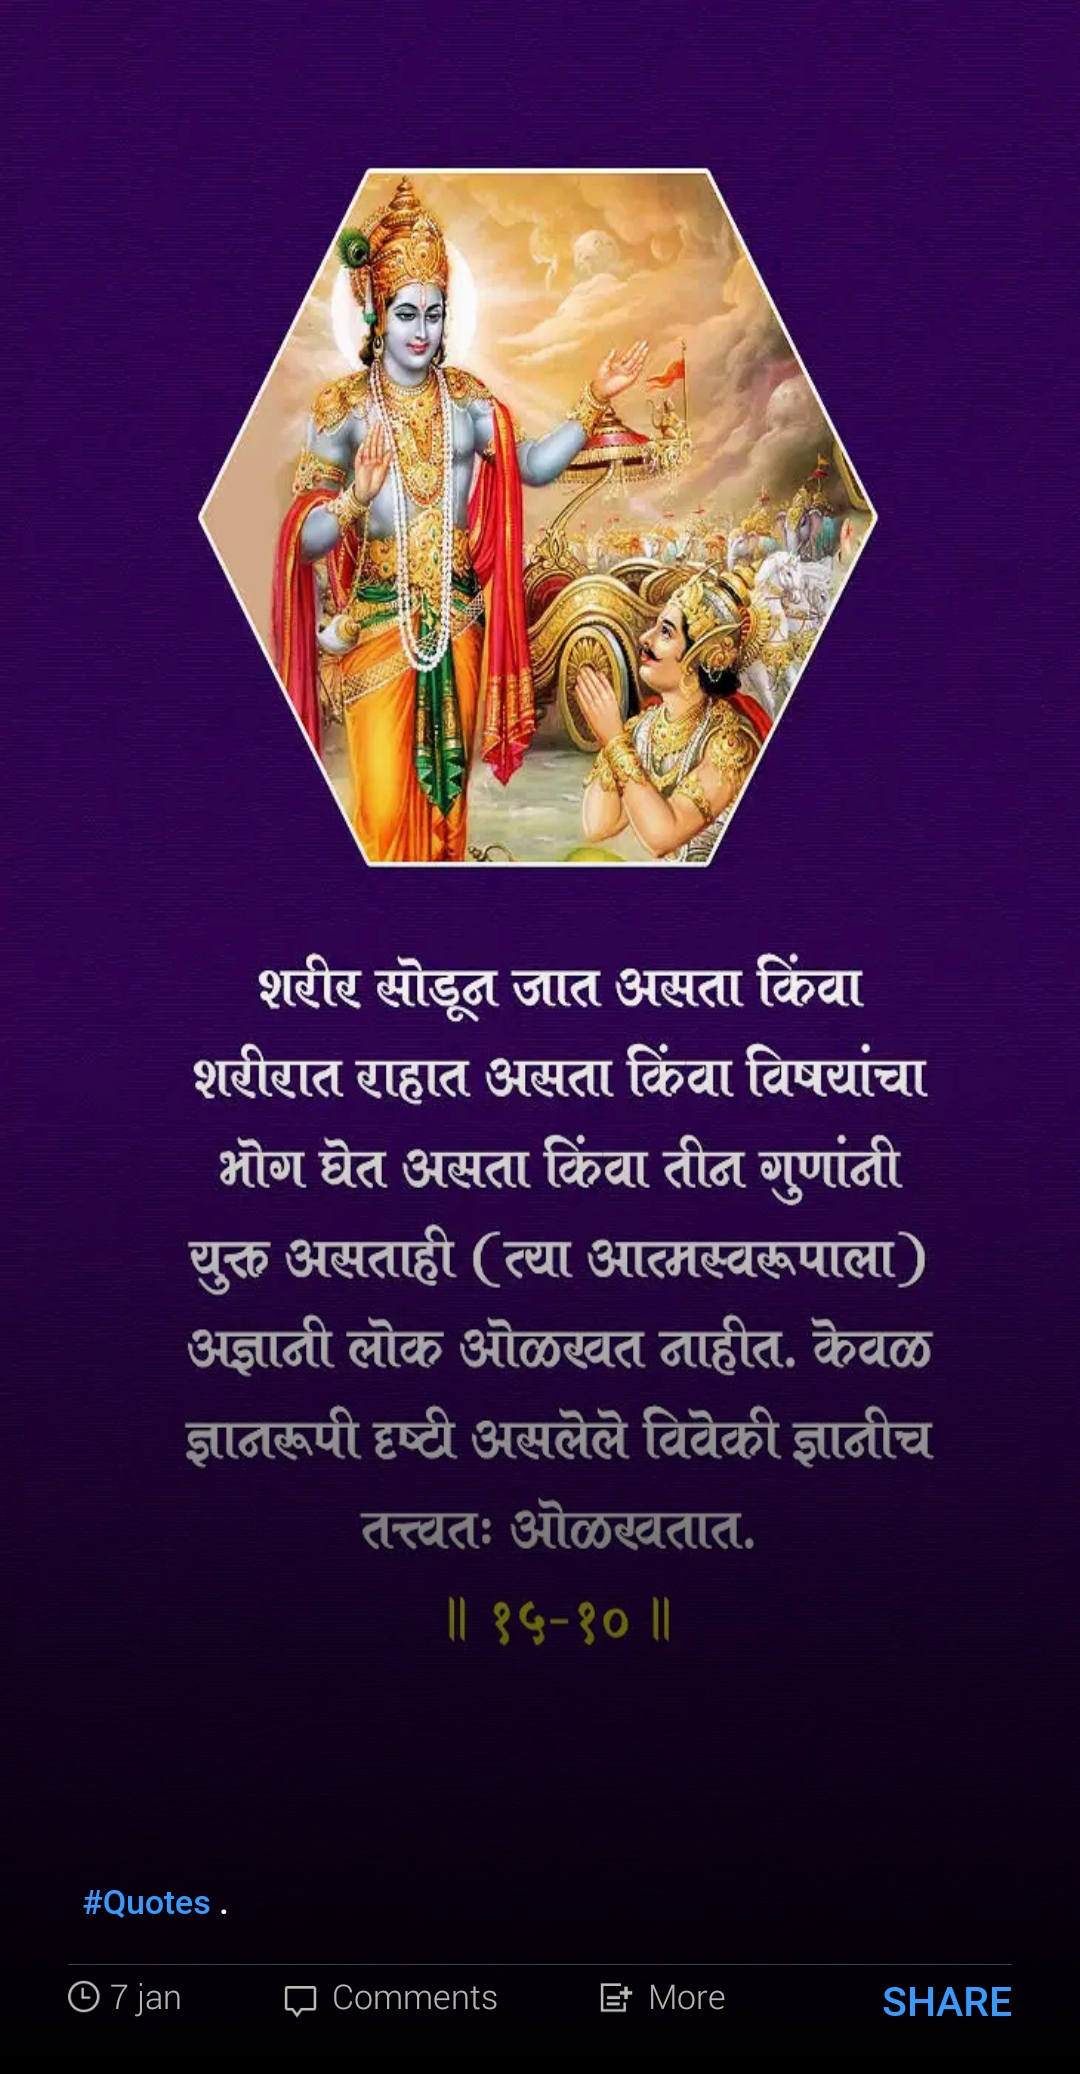 शरीर सोडून जात असता किंवा
शरीरात राहात असता किंवा विषयांचा
भोग घेत असता किंवा तीन गुणांनी
युक्त असताही (त्या आत्मस्वरूपाला)
अज्ञानी लोक ओळखत नाहीत. केवळ
ज्ञानरूपी दृष्टी असलेले विवेकी ज्ञानीच
तत्त्वतः ओळखतात.
॥ १५-१० ॥
#Quotes .
7 jan
Comments
More
SHARE